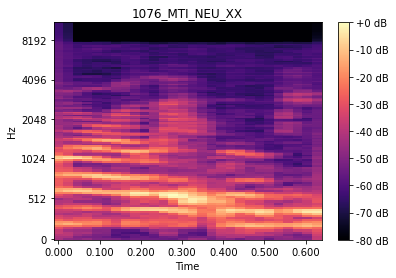 1076_MTI_NEU_XX
+0 dB
8192
-10 dB
-20 dB
4096
-30 dB
Hz
2048
-40 dB
1024
-50 dB
-60 dB
512
-70 dB
0
-80 dB
0.000 0.100 0.200 0.300 0.400 0.500 0.600
Time